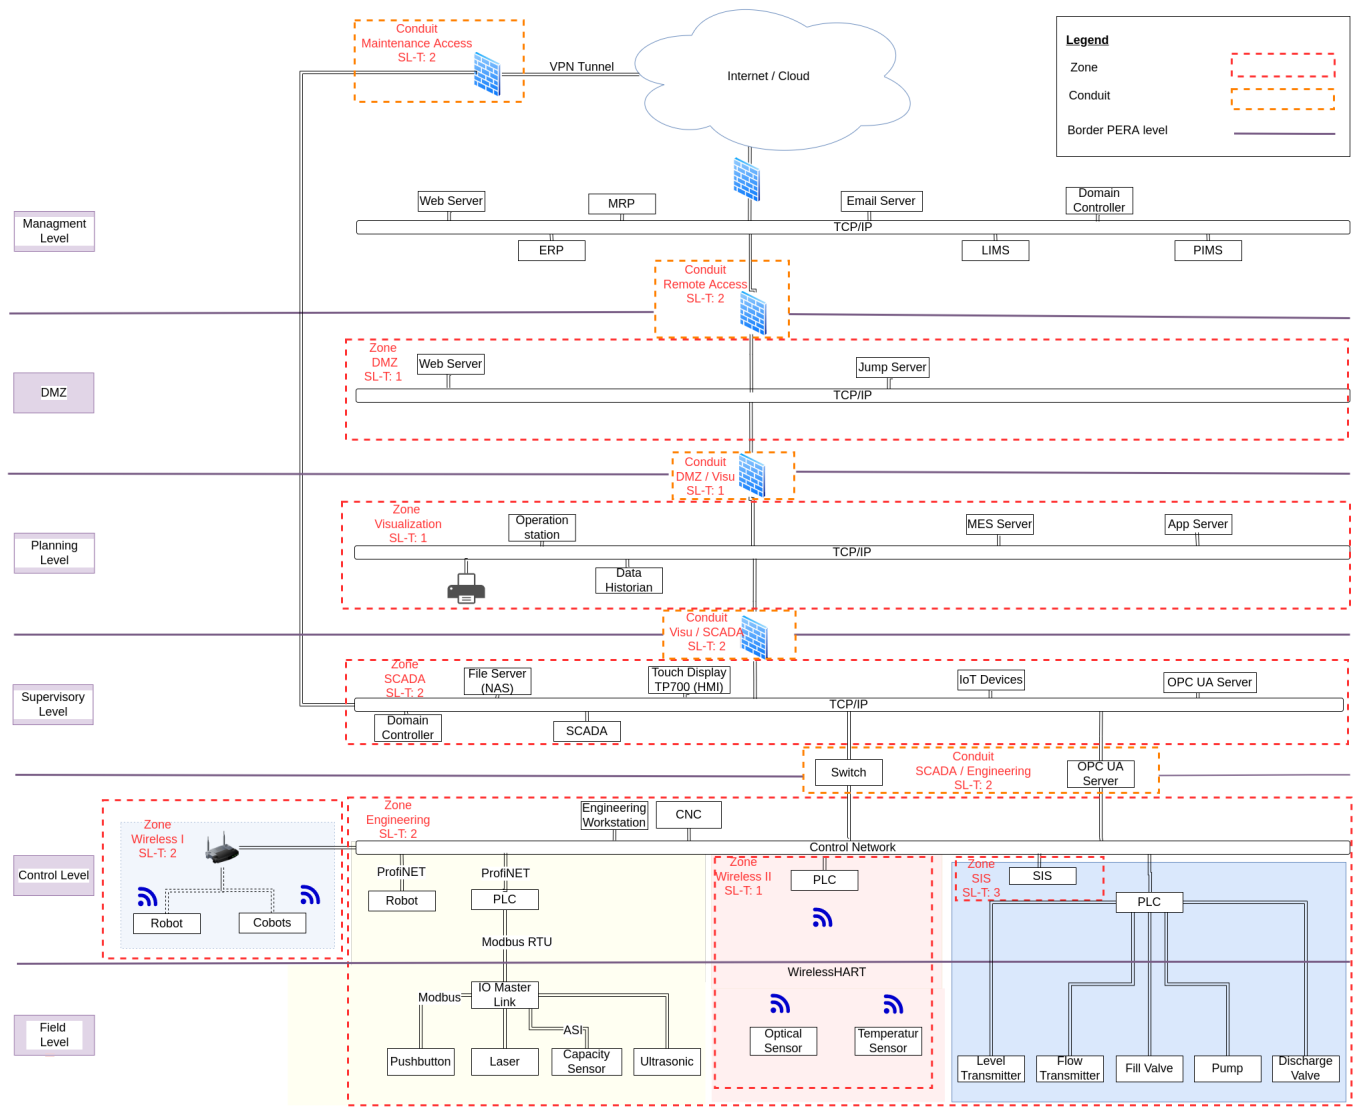 Conduit
Maintenance Access
SL-T: 2
VPN Tunnel
Internet / Cloud
Legend
Zone
Conduit
Border PERA level
Managment
Level
Web Server
MRP
Email Server
Domain
Controller
TCP/IP
ERP
LIMS
PIMS
Conduit
Remote Access
SL-T: 2
DMZ
Zone
DMZ
SL-T: 1
Web Server
Jump Server
TCP/IP
Conduit
DMZ / Visu
SL-T: 1
Planning
Level
Zone
Visualization
SL-T: 1
Operation
station
MES Server
App Server
TCP/IP
Data
Historian
Conduit
Visu / SCADA
SL-T: 2
Supervisory
Level
Zone
SCADA
SL-T: 2
File Server
(NAS)
Touch Display
TP700 (HMI)
IoT Devices
OPC UA Server
TCP/IP
Domain
Controller
SCADA
Switch
Conduit
SCADA / Engineering
SL-T: 2
OPC UA
Server
Control Level
Zone
Wireless I
SL-T: 2
Robot
Cobots
Zone
Engineering
SL-T: 2
Engineering
Workstation
CNC
Control Network
ProfiNET
Robot
ProfiNET
PLC
Modbus RTU
Zone
Wireless II
SL-T: 1
PLC
WirelessHART
Zone
SIS
SL-T: 3
SIS
PLC
Field
Level
IO Master
Link
Modbus
ASI
Pushbutton
Laser
Capacity
Sensor
Ultrasonic
Optical
Sensor
Temperatur
Sensor
Level
Transmitter
Flow
Transmitter
Fill Valve
Pump
Discharge
Valve